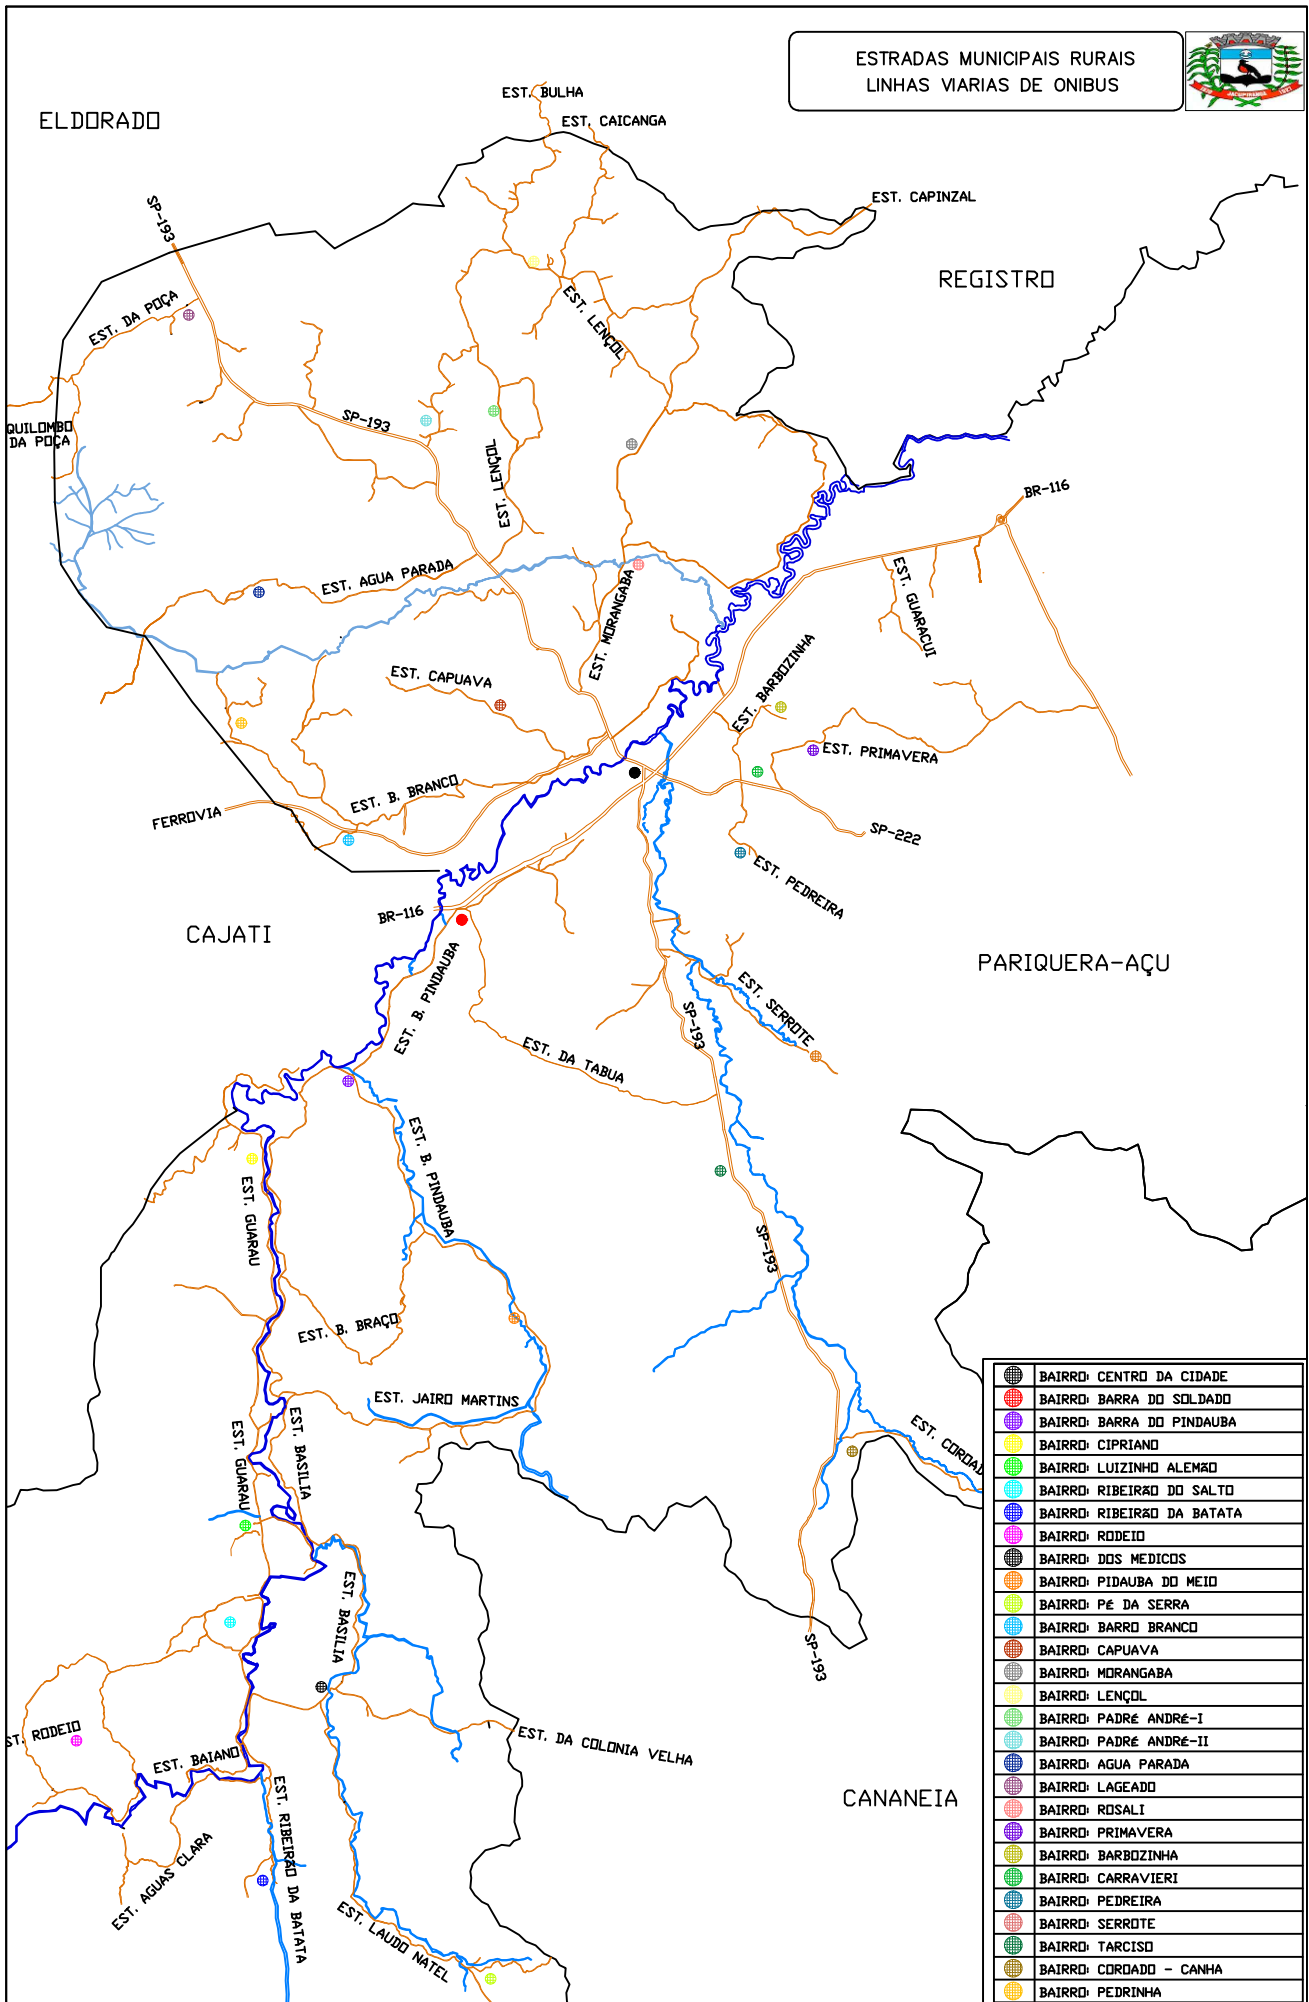 ESTRADAS MUNICIPAIS RURAIS
LINHAS VIARIAS DE ONIBUS
JACUPIRANGA
EST. BULHA
ELDORADO
EST. CAICANGA
SP-193
EST. CAPINZAL
REGISTRO
EST. DA POÇA
EST. LENÇOL
SP-193
QUILOMBO
DA POÇA
EST. LENÇOL
BR-116
EST. AGUA PARADA
EST. MORANGABA
EST. GUARACUI
EST. CAPUAVA
EST. BARBOZINHA
EST. PRIMAVERA
EST. B. BRANCO
FERROVIA
SP-222
EST. PEDREIRA
BR-116
CAJATI
EST. B. PINDAUBA
PARIQUERA-AÇU
EST. SERROTE
SP-193
EST. DA TABUA
EST. B. PINDAUBA
EST. GUARAU
SP-193
EST. B. BRAÇO
EST. JAIRO MARTINS
EST. BASILIA
EST. GUARAU
EST. COROAD
EST. BASILIA
SP-193
ST. RODEIO
EST. BAIANO
EST. DA COLONIA VELHA
EST. RIBEIRÃO DA BATATA
CANANEIA
EST. AGUAS CLARA
EST. LAUDO NATEL
BAIRRO: CENTRO DA CIDADE
BAIRRO: BARRA DO SOLDADO
BAIRRO: BARRA DO PINDAUBA
BAIRRO: CIPRIANO
BAIRRO: LUIZINHO ALEMÃO
BAIRRO: RIBEIRÃO DO SALTO
BAIRRO: RIBEIRÃO DA BATATA
BAIRRO: RODEIO
BAIRRO: DOS MEDICOS
BAIRRO: PIDAUBA DO MEIO
BAIRRO: PÉ DA SERRA
BAIRRO: BARRO BRANCO
BAIRRO: CAPUAVA
BAIRRO: MORANGABA
BAIRRO: LENÇOL
BAIRRO: PADRÉ ANDRÉ-I
BAIRRO: PADRÉ ANDRÉ-II
BAIRRO: AGUA PARADA
BAIRRO: LAGEADO
BAIRRO: ROSALI
BAIRRO: PRIMAVERA
BAIRRO: BARBOZINHA
BAIRRO: CARRAVIERI
BAIRRO: PEDREIRA
BAIRRO: SERROTE
BAIRRO: TARCISO
BAIRRO: COROADO - CANHA
BAIRRO: PEDRINHA